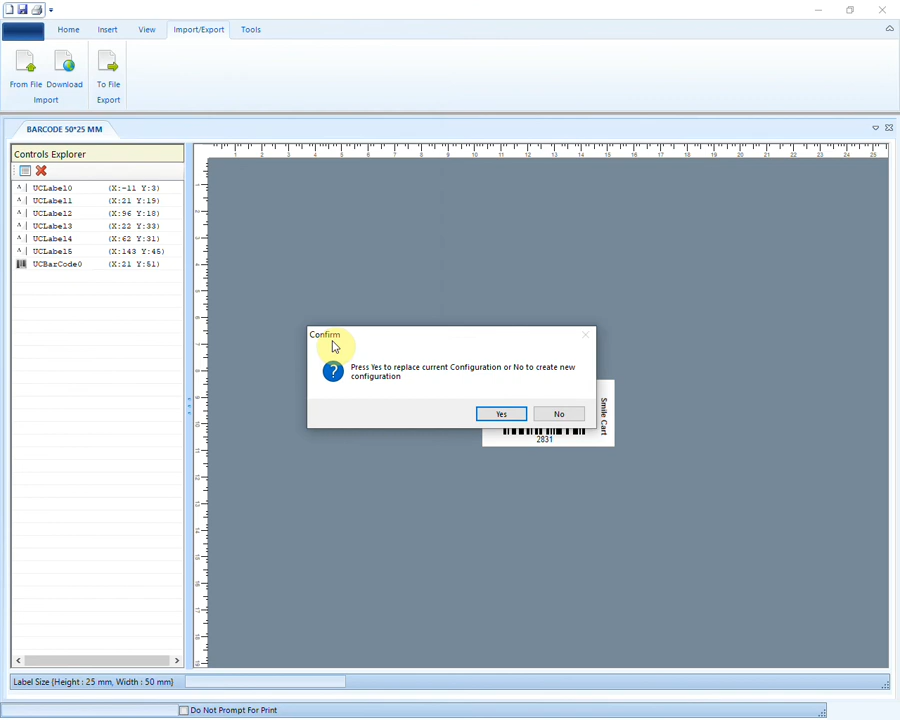 Home Insert View Import/Export Tools
From File Download To File
Import Export
BARCODE 50*25 MM
Controls Explorer
UCLabel0 (X:-11 Y:3)
UCLabel1 (X:21 Y:19)
UCLabel2 (X:96 Y:18)
UCLabel3 (X:22 Y:33)
UCLabel4 (X:62 Y:31)
UCLabel5 (X:143 Y:45)
UCBarCode0 (X:21 Y:51)
1 2 3 4 5 6 7 8 9 10 11 12 13 14 15 16 17 18 19 20 21 22 23 24 25
Confirm
Press Yes to replace current Configuration or No to create new
configuration
Yes No
Smile Cart
2831
Label Size {Height : 25 mm, Width : 50 mm}
Do Not Prompt For Print